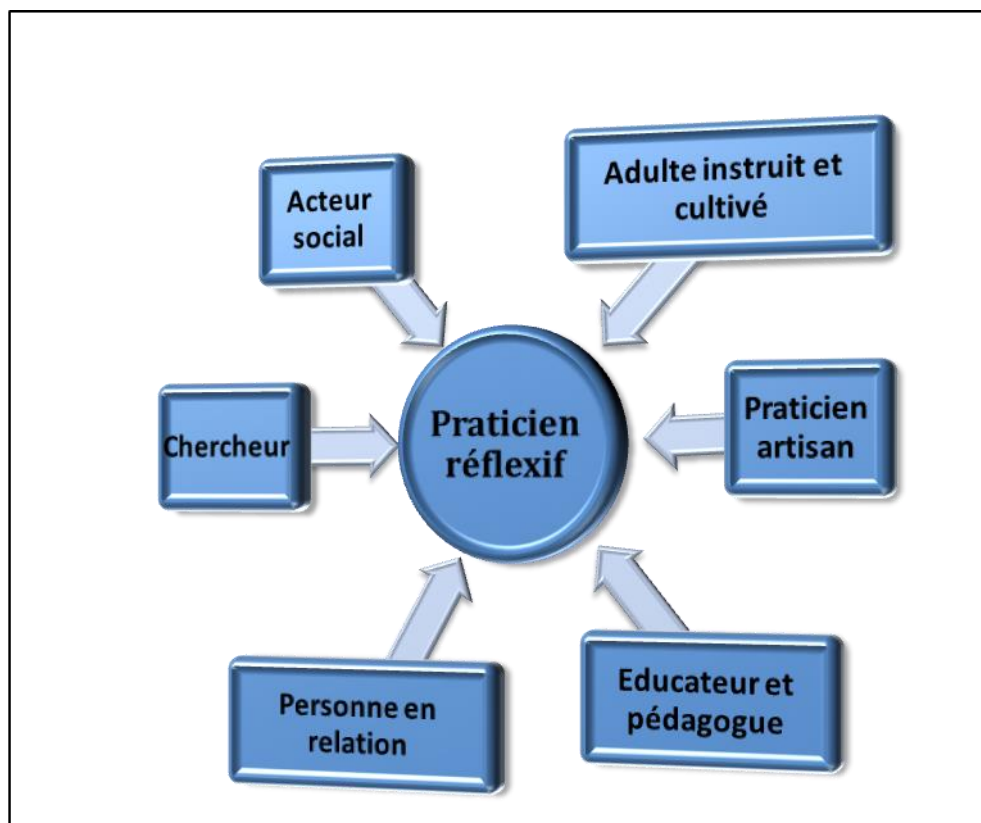 Adulte instruit et
cultivé
Acteur
social
Praticien
artisan
Chercheur
Praticien
réflexif
Personne en
relation
Educateur et
pédagogue